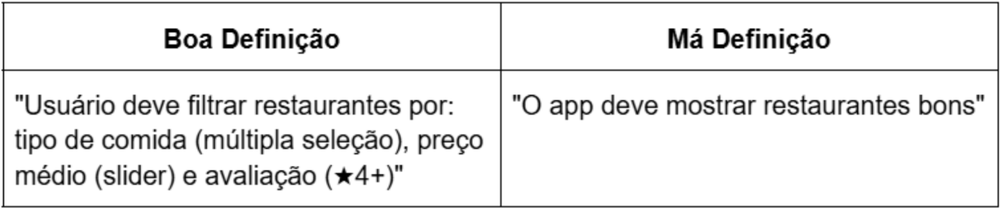 Boa Definição
Má Definição
"Usuário deve filtrar restaurantes por:
tipo de comida (múltipla seleção), preço
médio (slider) e avaliação (★4+)"
"O app deve mostrar restaurantes bons"